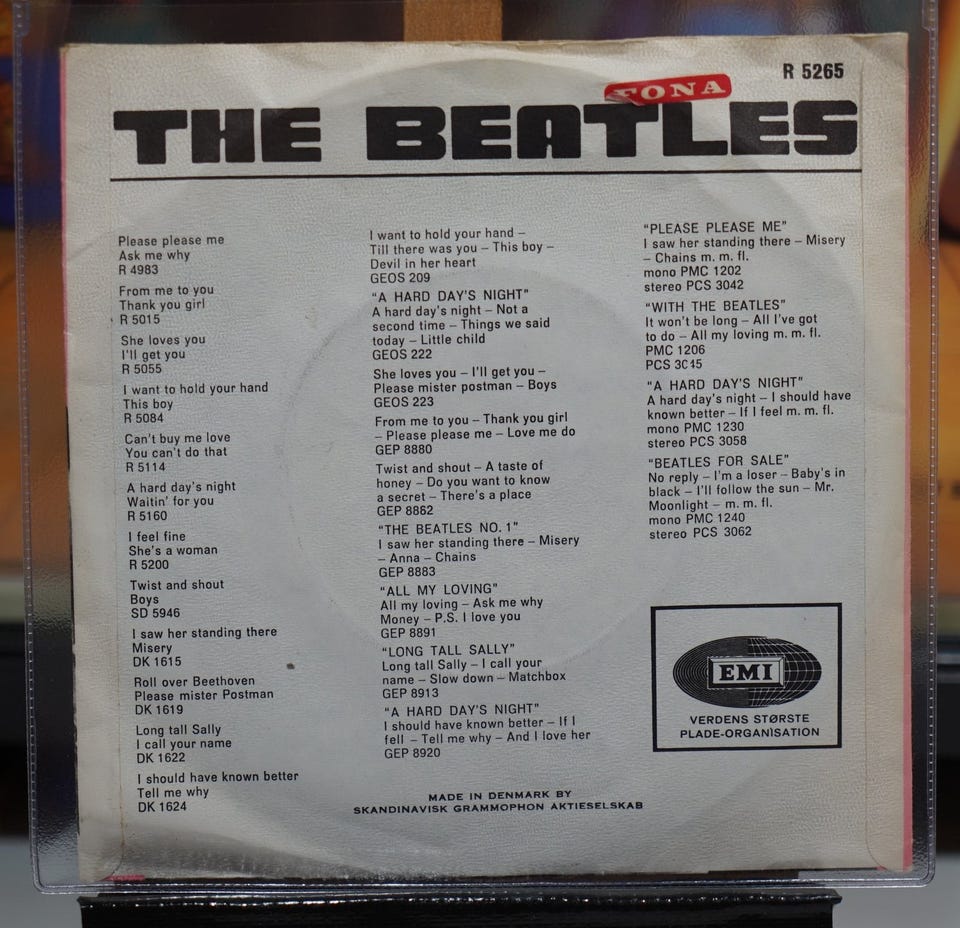 R 5265
FONA
THE BEATLES
Please please me
Ask me why
R 4983
From me to you
Thank you girl
R 5015
She loves you
I'll get you
R 5055
I want to hold your hand
This boy
R 5084
Can't buy me love
You can't do that
R 5114
A hard day's night
Waitin' for you
R 5160
I feel fine
She's a woman
R 5200
Twist and shout
Boys
SD 5946
I saw her standing there
Misery
DK 1615
Roll over Beethoven
Please mister Postman
DK 1619
Long tall Sally
I call your name
DK 1622
I should have known better
Tell me why
DK 1624
I want to hold your hand –
Till there was you – This boy –
Devil in her heart
GEOS 209
"A HARD DAY'S NIGHT"
A hard day's night – Not a
second time – Things we said
today – Little child
GEOS 222
She loves you – I'll get you –
Please mister postman – Boys
GEOS 223
From me to you – Thank you girl
– Please please me – Love me do
GEP 8880
Twist and shout – A taste of
honey – Do you want to know
a secret – There's a place
GEP 8862
"THE BEATLES NO. 1"
I saw her standing there – Misery
– Anna – Chains
GEP 8883
"ALL MY LOVING"
All my loving – Ask me why
Money – P.S. I love you
GEP 8891
"LONG TALL SALLY"
Long tall Sally – I call your
name – Slow down – Matchbox
GEP 8913
"A HARD DAY'S NIGHT"
I should have known better – If I
fell – Tell me why – And I love her
GEP 8920
"PLEASE PLEASE ME"
I saw her standing there – Misery
– Chains m. m. fl.
mono PMC 1202
stereo PCS 3042
"WITH THE BEATLES"
It won't be long – All I've got
to do – All my loving m. m. fl.
PMC 1206
PCS 3045
"A HARD DAY'S NIGHT"
A hard day's night – I should have
known better – If I feel m. m. fl.
mono PMC 1230
stereo PCS 3058
"BEATLES FOR SALE"
No reply – I'm a loser – Baby's in
black – I'll follow the sun – Mr.
Moonlight – m. m. fl.
mono PMC 1240
stereo PCS 3062
EMI
VERDENS STØRSTE
PLADE-ORGANISATION
MADE IN DENMARK BY
SKANDINAVISK GRAMMOPHON AKTIESELSKAB